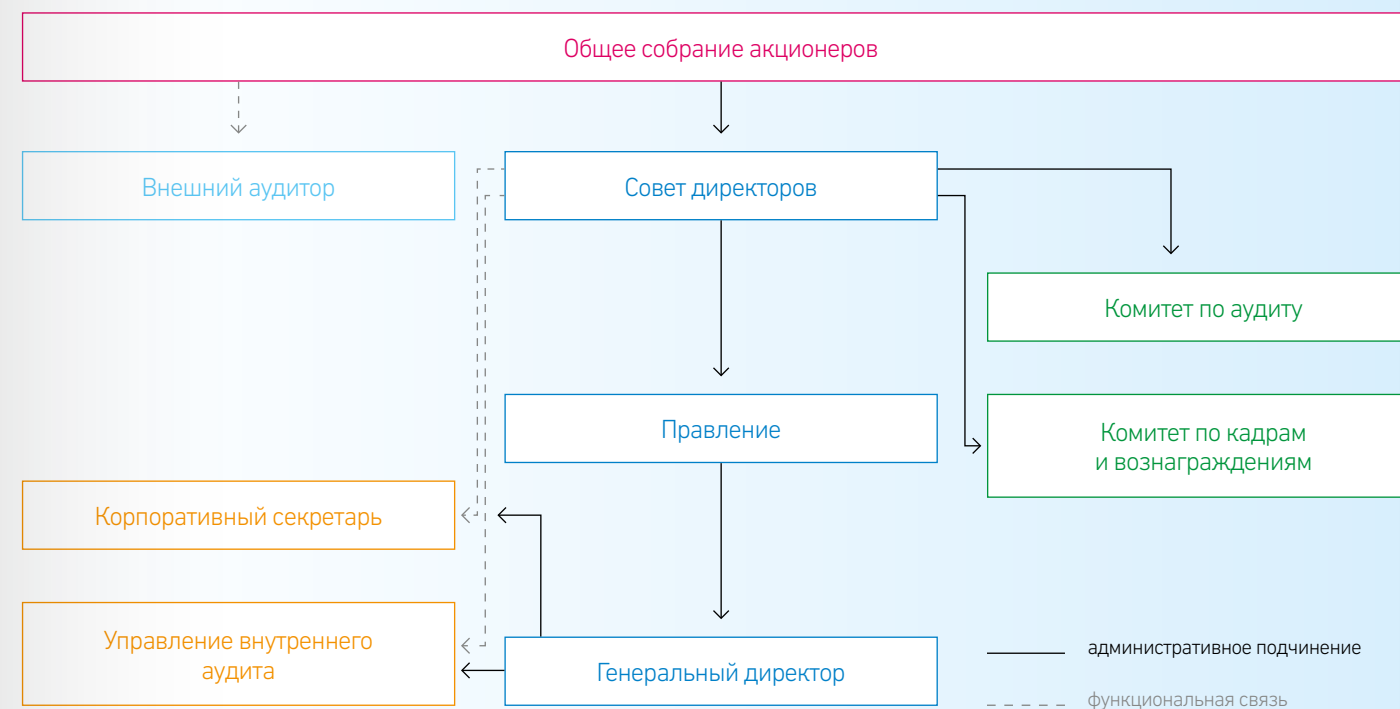 Общее собрание акционеров
Внешний аудитор
Совет директоров
Комитет по аудиту
Правление
Комитет по кадрам
и вознаграждениям
Корпоративный секретарь
Управление внутреннего
аудита
Генеральный директор
административное подчинение
функциональная связь